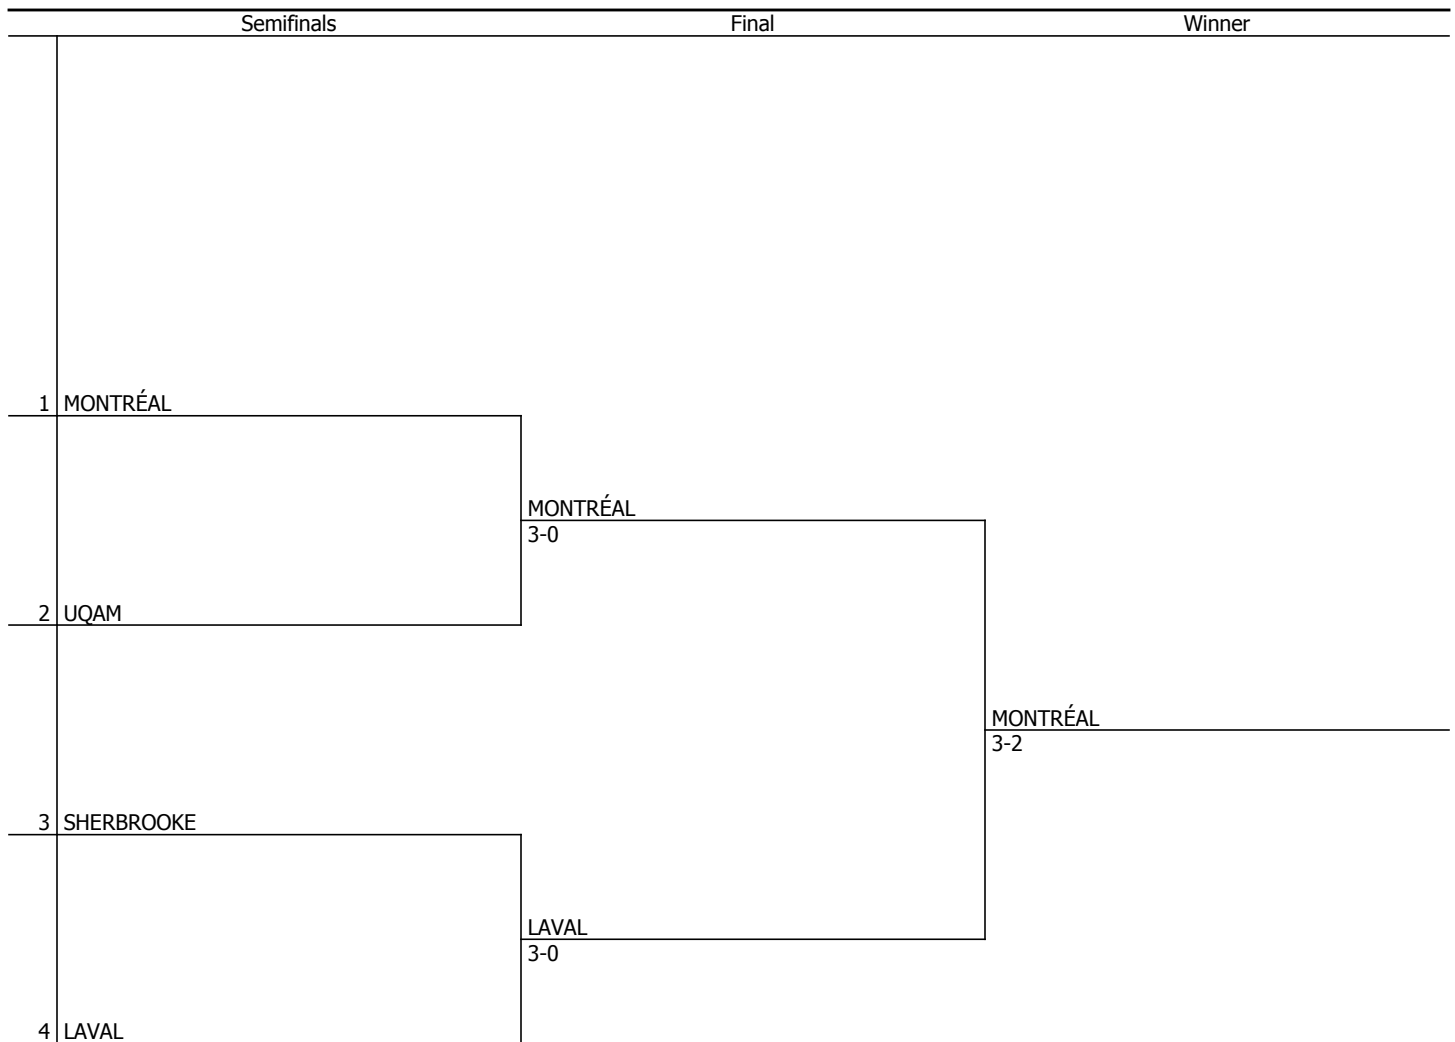 Semifinals Final Winner
1 MONTRÉAL
MONTRÉAL
3-0
2 UQAM
MONTRÉAL
3-2
3 SHERBROOKE
LAVAL
3-0
4 LAVAL